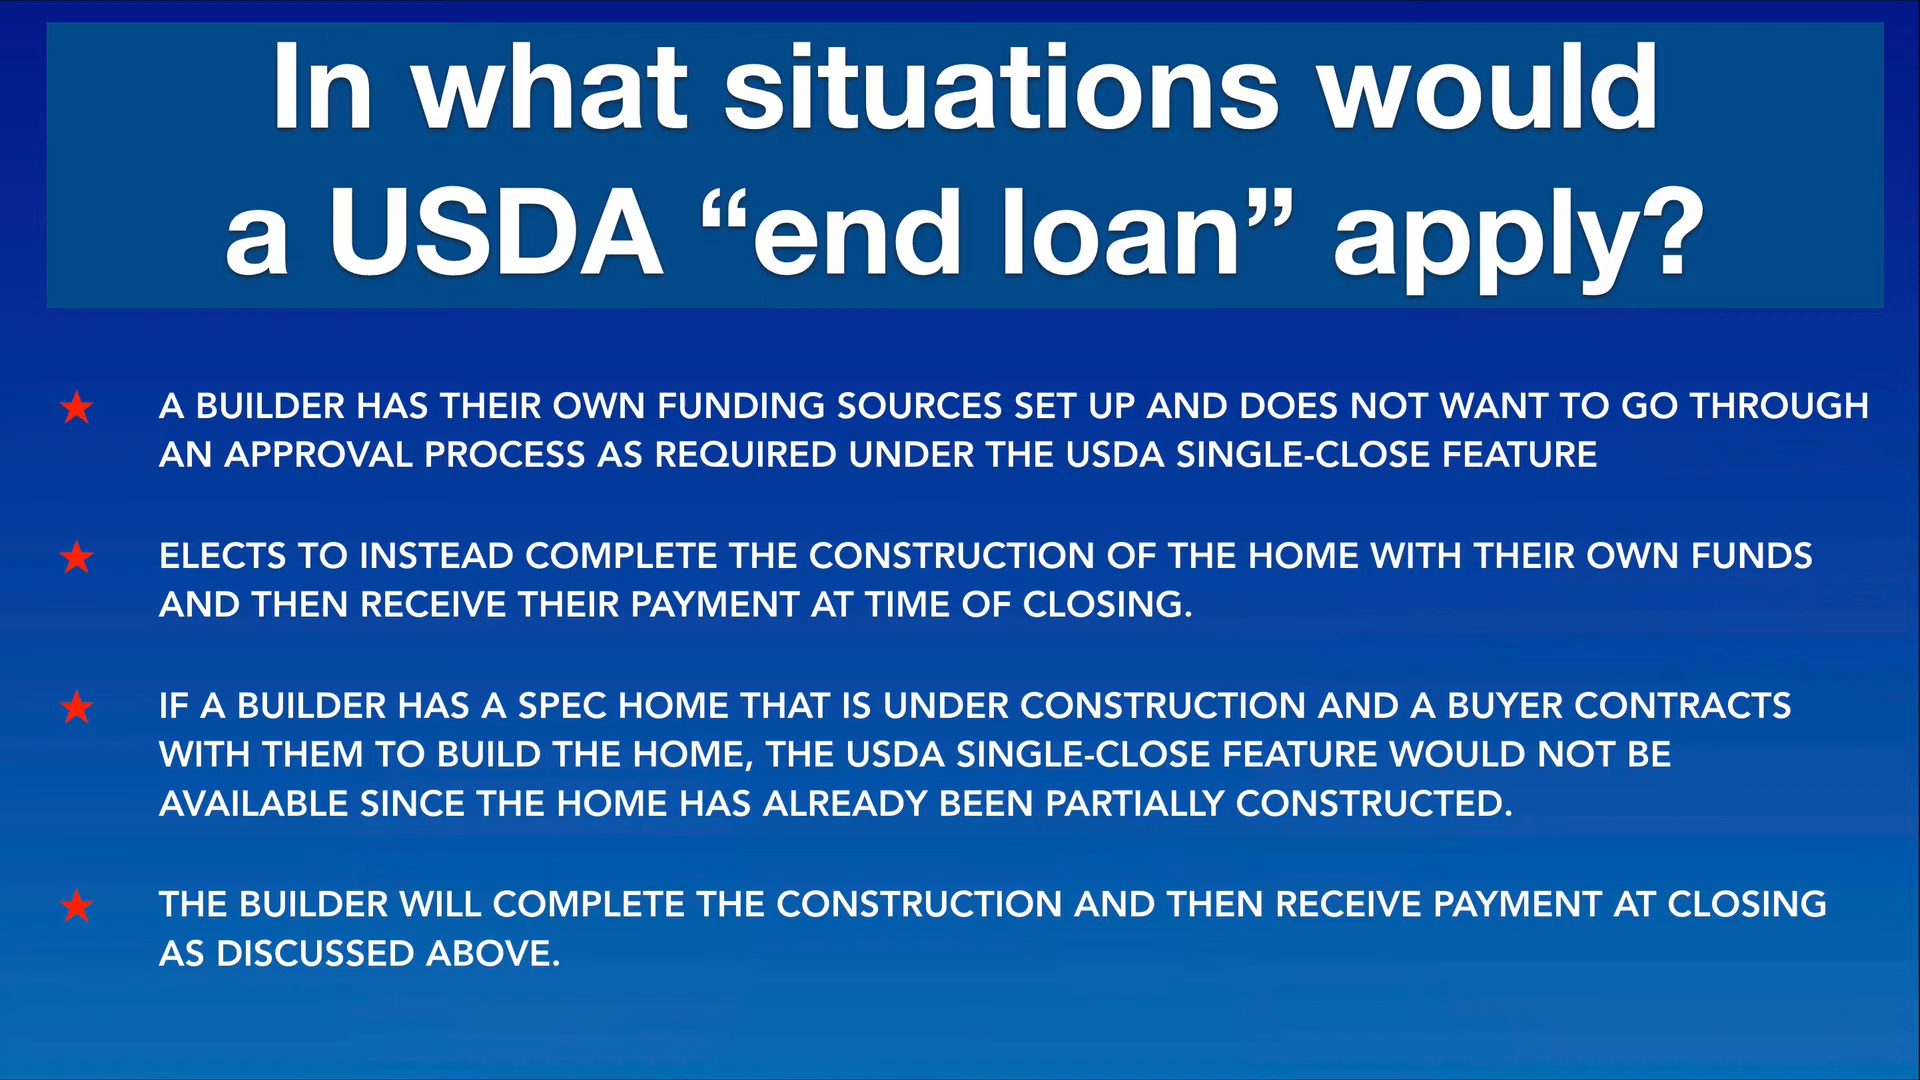 In what situations would
a USDA “end loan” apply?
A BUILDER HAS THEIR OWN FUNDING SOURCES SET UP AND DOES NOT WANT TO GO THROUGH
AN APPROVAL PROCESS AS REQUIRED UNDER THE USDA SINGLE-CLOSE FEATURE
ELECTS TO INSTEAD COMPLETE THE CONSTRUCTION OF THE HOME WITH THEIR OWN FUNDS
AND THEN RECEIVE THEIR PAYMENT AT TIME OF CLOSING.
IF A BUILDER HAS A SPEC HOME THAT IS UNDER CONSTRUCTION AND A BUYER CONTRACTS
WITH THEM TO BUILD THE HOME, THE USDA SINGLE-CLOSE FEATURE WOULD NOT BE
AVAILABLE SINCE THE HOME HAS ALREADY BEEN PARTIALLY CONSTRUCTED.
THE BUILDER WILL COMPLETE THE CONSTRUCTION AND THEN RECEIVE PAYMENT AT CLOSING
AS DISCUSSED ABOVE.